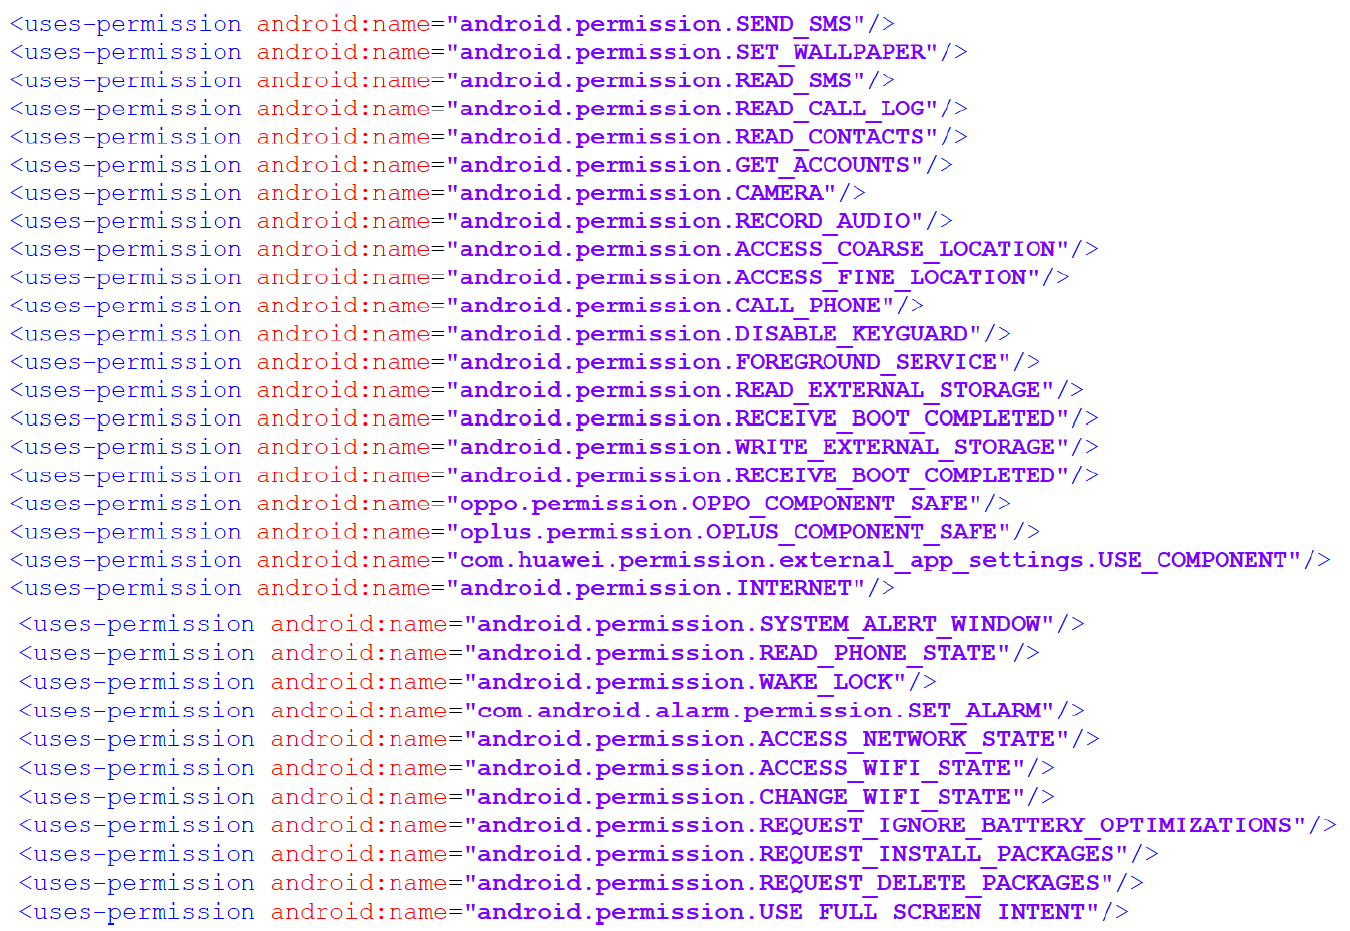 <uses-permission android:name="android.permission.SEND_SMS"/>
<uses-permission android:name="android.permission.SET_WALLPAPER"/>
<uses-permission android:name="android.permission.READ_SMS"/>
<uses-permission android:name="android.permission.READ_CALL_LOG"/>
<uses-permission android:name="android.permission.READ_CONTACTS"/>
<uses-permission android:name="android.permission.GET_ACCOUNTS"/>
<uses-permission android:name="android.permission.CAMERA"/>
<uses-permission android:name="android.permission.RECORD_AUDIO"/>
<uses-permission android:name="android.permission.ACCESS_COARSE_LOCATION"/>
<uses-permission android:name="android.permission.ACCESS_FINE_LOCATION"/>
<uses-permission android:name="android.permission.CALL_PHONE"/>
<uses-permission android:name="android.permission.DISABLE_KEYGUARD"/>
<uses-permission android:name="android.permission.FOREGROUND_SERVICE"/>
<uses-permission android:name="android.permission.READ_EXTERNAL_STORAGE"/>
<uses-permission android:name="android.permission.RECEIVE_BOOT_COMPLETED"/>
<uses-permission android:name="android.permission.WRITE_EXTERNAL_STORAGE"/>
<uses-permission android:name="android.permission.RECEIVE_BOOT_COMPLETED"/>
<uses-permission android:name="oppo.permission.OPPO_COMPONENT_SAFE"/>
<uses-permission android:name="oplus.permission.OPLUS_COMPONENT_SAFE"/>
<uses-permission android:name="com.huawei.permission.external_app_settings.USE_COMPONENT"/>
<uses-permission android:name="android.permission.INTERNET"/>
<uses-permission android:name="android.permission.SYSTEM_ALERT_WINDOW"/>
<uses-permission android:name="android.permission.READ_PHONE_STATE"/>
<uses-permission android:name="android.permission.WAKE_LOCK"/>
<uses-permission android:name="com.android.alarm.permission.SET_ALARM"/>
<uses-permission android:name="android.permission.ACCESS_NETWORK_STATE"/>
<uses-permission android:name="android.permission.ACCESS_WIFI_STATE"/>
<uses-permission android:name="android.permission.CHANGE_WIFI_STATE"/>
<uses-permission android:name="android.permission.REQUEST_IGNORE_BATTERY_OPTIMIZATIONS"/>
<uses-permission android:name="android.permission.REQUEST_INSTALL_PACKAGES"/>
<uses-permission android:name="android.permission.REQUEST_DELETE_PACKAGES"/>
<uses-permission android:name="android.permission.USE FULL SCREEN INTENT"/>